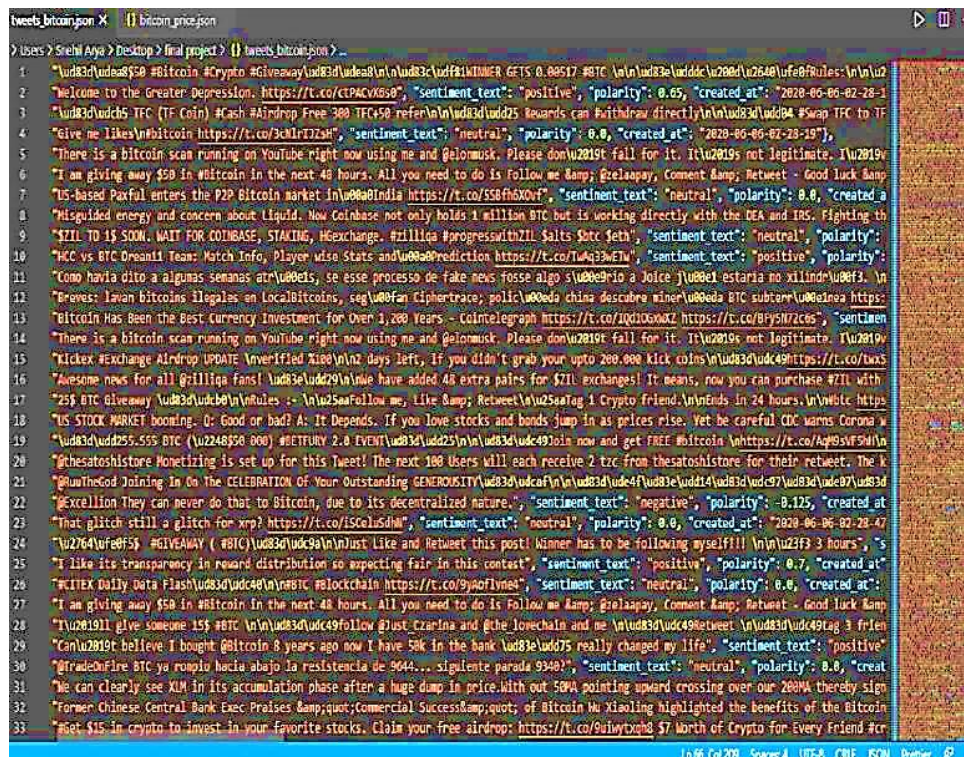 tweets_bitcoin.json X {} bitcoin_price.json
> Users > Snehil Arya > Desktop > final project > {} tweets_bitcoin.json > ...
1 "\ud83d\udea8$50 #Bitcoin #Crypto #Giveaway\ud83d\udea8\n\n\ud83c\udf81WINNER GETS 0.00517 #BTC \n\n\ud83e\udddc\u200d\u2640\ufe0fRules:\n\n\u2
2 "Welcome to the Greater Depression. https://t.co/ctPACvX6s0", "sentiment_text": "positive", "polarity": 0.65, "created_at": "2020-06-06-02-28-1
3 "\ud83d\udcb5 TFC (TF Coin) #Cash #Airdrop Free 300 TFC+50 refer\n\n\ud83d\udd25 Rewards can #withdraw directly\n\n\ud83d\udd04 #Swap TFC to TF
4 "Give me likes\n#bitcoin https://t.co/3cNlrIJZsH", "sentiment_text": "neutral", "polarity": 0.0, "created_at": "2020-06-06-02-28-19"},
5 "There is a bitcoin scam running on YouTube right now using me and @elonmusk. Please don\u2019t fall for it. It\u2019s not legitimate. I\u2019v
6 "I am giving away $50 in #Bitcoin in the next 48 hours. All you need to do is Follow me &amp; @zelaapay, Comment &amp; Retweet - Good luck &amp
7 "US-based Paxful enters the P2P Bitcoin market in\u00a0India https://t.co/5SBfh6XOvf", "sentiment_text": "neutral", "polarity": 0.0, "created_a
8 "Misguided energy and concern about Liquid. Now Coinbase not only holds 1 million BTC but is working directly with the DEA and IRS. Fighting th
9 "$ZIL TO 1$ SOON. WAIT FOR COINBASE, STAKING, HGexchange. #zilliqa #progresswithZIL $alts $btc $eth", "sentiment_text": "neutral", "polarity":
10 "HCC vs BTC Dream11 Team: Match Info, Player wise Stats and\u00a0Prediction https://t.co/TwAq33wETw", "sentiment_text": "positive", "polarity":
11 "Como havia dito a algumas semanas atr\u00e1s, se esse processo de fake news fosse algo s\u00e9rio a Joice j\u00e1 estaria no xilindr\u00f3. \n
12 "Breves: lavan bitcoins ilegales en LocalBitcoins, seg\u00fan Ciphertrace; polic\u00eda china descubre miner\u00eda BTC subterr\u00e1nea https:
13 "Bitcoin Has Been the Best Currency Investment for Over 1,200 Years - Cointelegraph https://t.co/1Qd1OGxWXZ https://t.co/BFy5N72c6s", "sentimen
14 "There is a bitcoin scam running on YouTube right now using me and @elonmusk. Please don\u2019t fall for it. It\u2019s not legitimate. I\u2019v
15 "Kickex #Exchange Airdrop UPDATE \nverified %100\n\n2 days left, If you didn't grab your upto 200.000 kick coins\n\ud83d\udc49https://t.co/twxS
16 "Awesome news for all @zilliqa fans! \ud83e\udd29\n\nWe have added 48 extra pairs for $ZIL exchanges! It means, now you can purchase #ZIL with
17 "25$ BTC Giveaway \ud83d\udcb0\n\nRules :- \n\u25aaFollow me, Like &amp; Retweet\n\u25aaTag 1 Crypto friend.\n\nEnds in 24 hours.\n\n#btc https
18 "US STOCK MARKET booming. Q: Good or bad? A: It Depends. If you love stocks and bonds jump in as prices rise. Yet be careful CDC warns Corona w
19 "\ud83d\udd255.555 BTC (\u2248$50 000) #BETFURY 2.0 EVENT\ud83d\udd25\n\n\ud83d\udc49Join now and get FREE #bitcoin \nhttps://t.co/AqM9sVF5hH\n
20 "@thesatoshistore Monetizing is set up for this Tweet! The next 100 Users will each receive 2 tzc from thesatoshistore for their retweet. The k
21 "@RuuTheGod Joining In On The CELEBRATION Of Your Outstanding GENEROUSITY\ud83d\udcaf\n\n\ud83d\ude4f\ud83e\udd14\ud83d\udc97\ud83d\ude07\ud83d
22 "@Excellion They can never do that to Bitcoin, due to its decentralized nature.", "sentiment_text": "negative", "polarity": -0.125, "created_at
23 "That glitch still a glitch for xrp? https://t.co/iSCeluSdhN", "sentiment_text": "neutral", "polarity": 0.0, "created_at": "2020-06-06-02-28-47
24 "\u2764\ufe0f5$ #GIVEAWAY ( #BTC)\ud83d\udc9a\n\nJust Like and Retweet this post! Winner has to be following myself!!! \n\n\u23f3 3 hours", "s
25 "I like its transparency in reward distribution so expecting fair in this contest", "sentiment_text": "positive", "polarity": 0.7, "created_at"
26 "#CITEX Daily Data Flash\ud83d\udc40\n\n#BTC #Blockchain https://t.co/9yAoflvne4", "sentiment_text": "neutral", "polarity": 0.0, "created_at":
27 "I am giving away $50 in #Bitcoin in the next 48 hours. All you need to do is Follow me &amp; @zelaapay, Comment &amp; Retweet - Good luck &amp
28 "I\u2019ll give someone 15$ #BTC \n\n\ud83d\udc49follow @Just_Czarina and @the_lovechain and me \n\ud83d\udc49Retweet \n\ud83d\udc49tag 3 frien
29 "Can\u2019t believe I bought @Bitcoin 8 years ago now I have 50k in the bank \ud83e\udd75 really changed my life", "sentiment_text": "positive"
30 "@TradeOnFire BTC ya rompio hacia abajo la resistencia de 9644... siguiente parada 9340?", "sentiment_text": "neutral", "polarity": 0.0, "creat
31 "We can clearly see XLM in its accumulation phase after a huge dump in price.With out 50MA pointing upward crossing over our 200MA thereby sign
32 "Former Chinese Central Bank Exec Praises &amp;quot;Commercial Success&amp;quot; of Bitcoin Wu Xiaoling highlighted the benefits of the Bitcoin
33 "#Get $15 in crypto to invest in your favorite stocks. Claim your free airdrop: https://t.co/9uiwytxqh8 $7 Worth of Crypto for Every Friend #cr
Ln 66, Col 209 Spaces: 4 UTF-8 CRLF JSON Prettier